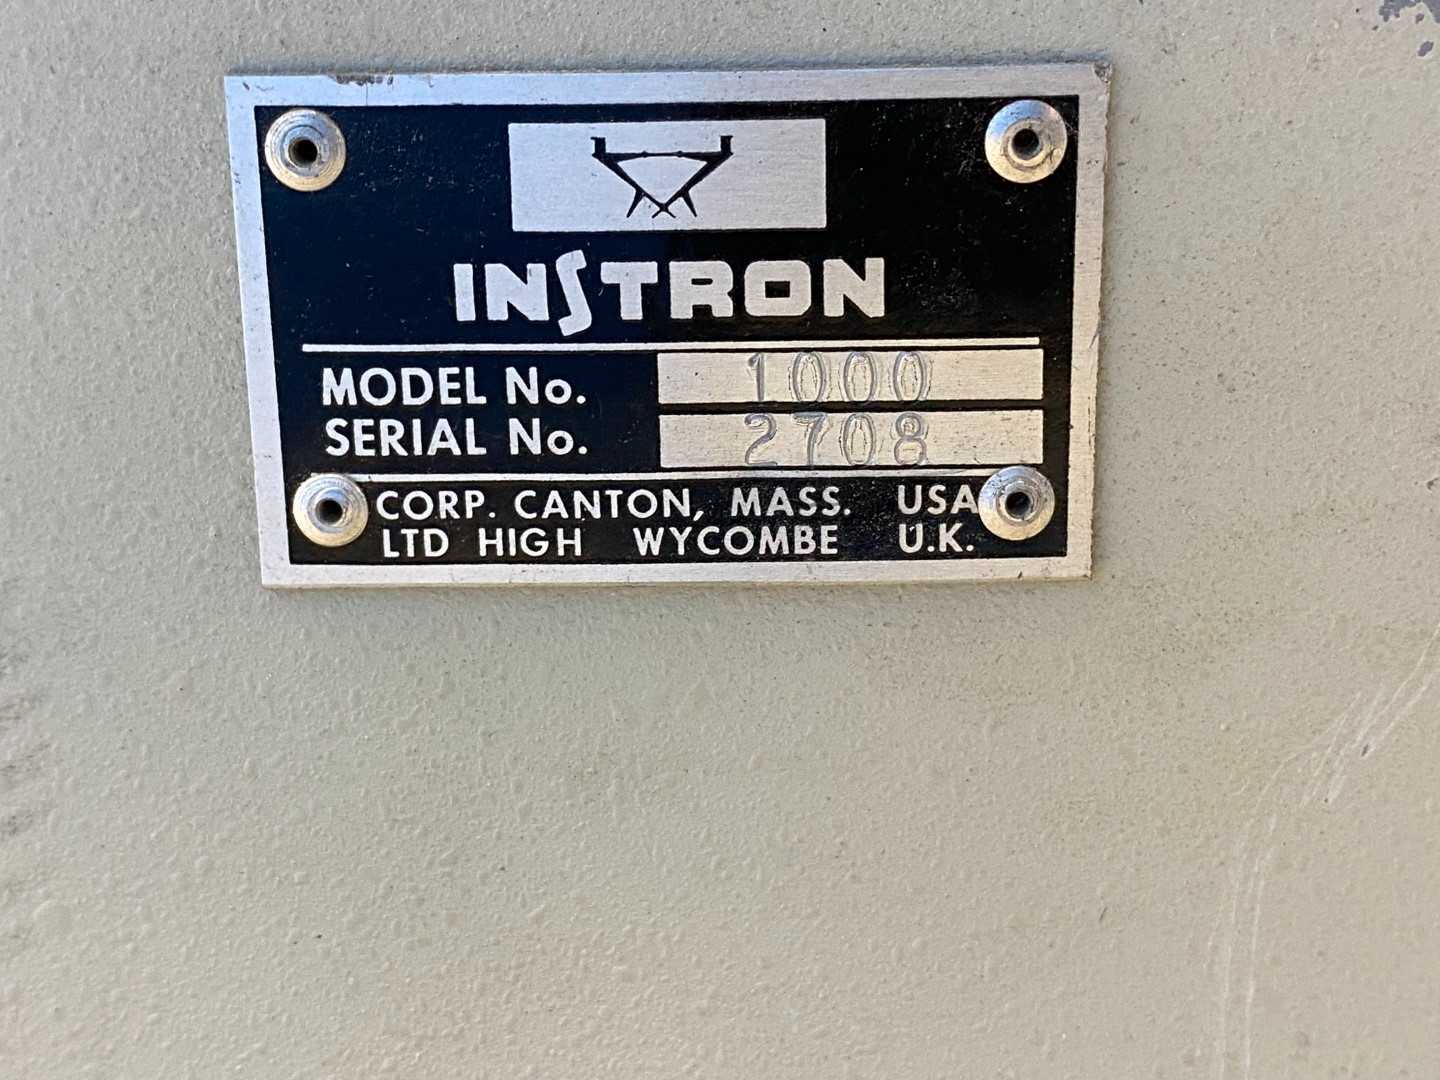 INSTRON
MODEL No. 1000
SERIAL No. 2708
CORP. CANTON, MASS. USA
LTD HIGH WYCOMBE U.K.